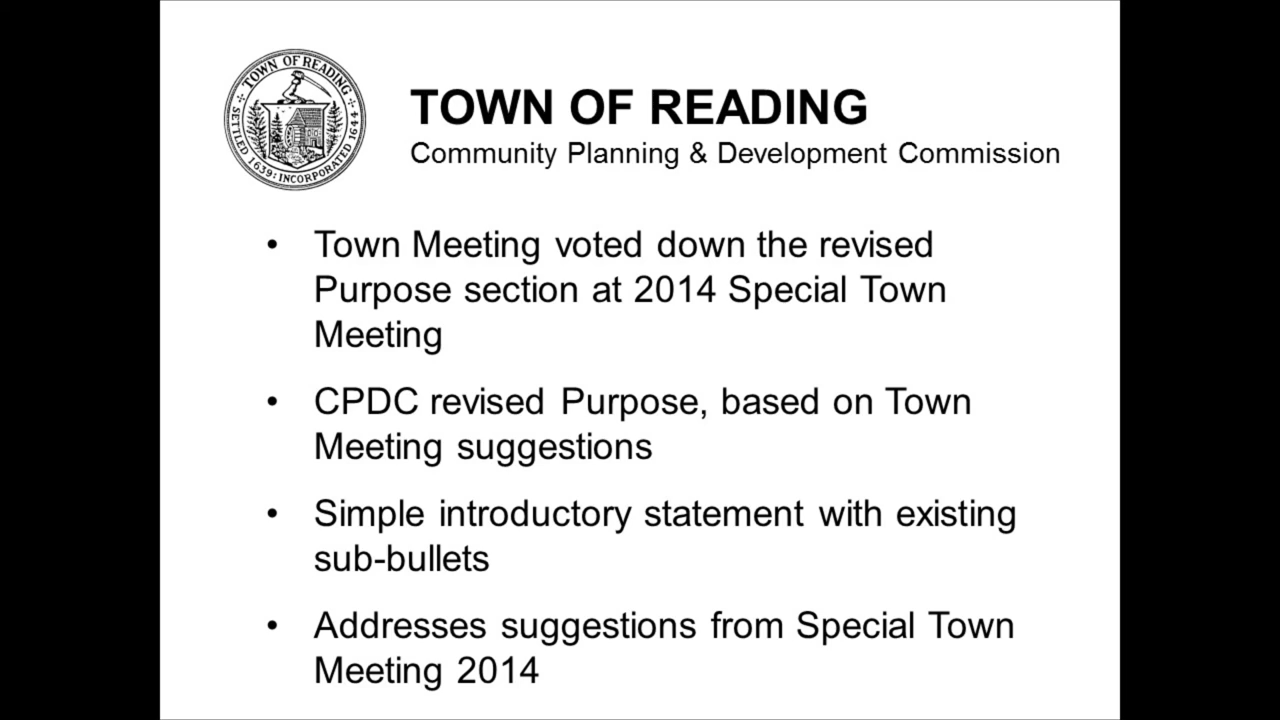 TOWN OF READING
SETTLED 1639: INCORPORATED 1644
TOWN OF READING
Community Planning & Development Commission
• Town Meeting voted down the revised
Purpose section at 2014 Special Town
Meeting
• CPDC revised Purpose, based on Town
Meeting suggestions
• Simple introductory statement with existing
sub-bullets
• Addresses suggestions from Special Town
Meeting 2014